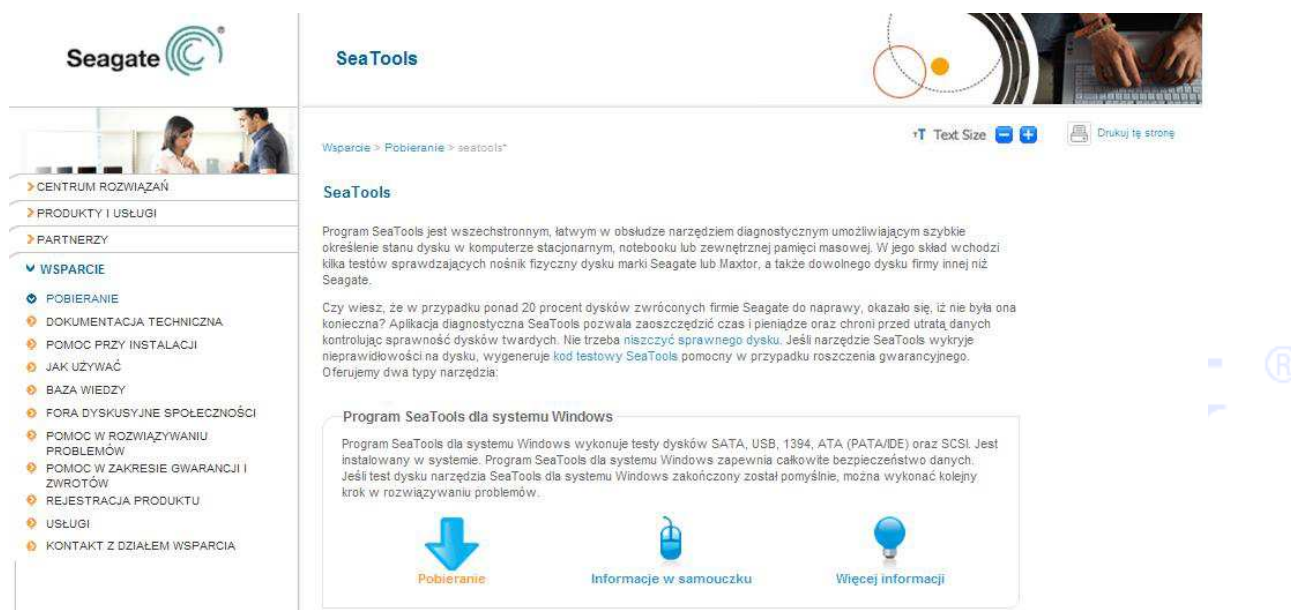 Seagate
SeaTools
TT Text Size
Drukuj tę stronę
Wsparcie > Pobieranie > seatools*
> CENTRUM ROZWIĄZAŃ
> PRODUKTY I USŁUGI
> PARTNERZY
WSPARCIE
POBIERANIE
DOKUMENTACJA TECHNICZNA
POMOC PRZY INSTALACJI
JAK UŻYWAĆ
BAZA WIEDZY
FORA DYSKUSYJNE SPOŁECZNOŚCI
POMOC W ROZWIĄZYWANIU
PROBLEMÓW
POMOC W ZAKRESIE GWARANCJI I
ZWROTÓW
REJESTRACJA PRODUKTU
USŁUGI
KONTAKT Z DZIAŁEM WSPARCIA
SeaTools
Program SeaTools jest wszechstronnym, łatwym w obsłudze narzędziem diagnostycznym umożliwiającym szybkie
określenie stanu dysku w komputerze stacjonarnym, notebooku lub zewnętrznej pamięci masowej. W jego skład wchodzi
kilka testów sprawdzających nośnik fizyczny dysku marki Seagate lub Maxtor, a także dowolnego dysku firmy innej niż
Seagate.
Czy wiesz, że w przypadku ponad 20 procent dysków zwróconych firmie Seagate do naprawy, okazało się, iż nie była ona
konieczna? Aplikacja diagnostyczna SeaTools pozwala zaoszczędzić czas i pieniądze oraz chroni przed utratą danych
kontrolując sprawność dysków twardych. Nie trzeba niszczyć sprawnego dysku. Jeśli narzędzie SeaTools wykryje
nieprawidłowości na dysku, wygeneruje kod testowy SeaTools pomocny w przypadku roszczenia gwarancyjnego.
Oferujemy dwa typy narzędzia:
Program SeaTools dla systemu Windows
Program SeaTools dla systemu Windows wykonuje testy dysków SATA, USB, 1394, ATA (PATA/IDE) oraz SCSI. Jest
instalowany w systemie. Program SeaTools dla systemu Windows zapewnia całkowite bezpieczeństwo danych.
Jeśli test dysku narzędzia SeaTools dla systemu Windows zakończony został pomyślnie, można wykonać kolejny
krok w rozwiązywaniu problemów.
Pobieranie
Informacje w samouczku
Więcej informacji
®